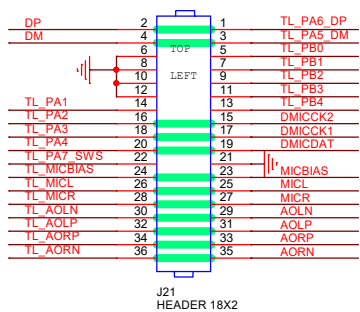 DP 2 1 TL_PA6_DP
DM 4 3 TL_PA5_DM
6 TOP 5 TL_PB0
8 7 TL_PB1
10 LEFT 9 TL_PB2
12 11 TL_PB3
TL_PA1 14 13 TL_PB4
TL_PA2 16 15 DMICCK2
TL_PA3 18 17 DMICCK1
TL_PA4 20 19 DMICDAT
TL_PA7_SWS 22 21
TL_MICBIAS 24 23 MICBIAS
TL_MICL 26 25 MICL
TL_MICR 28 27 MICR
TL_AOLN 30 29 AOLN
TL_AOLP 32 31 AOLP
TL_AORP 34 33 AORP
TL_AORN 36 35 AORN
J21
HEADER 18X2